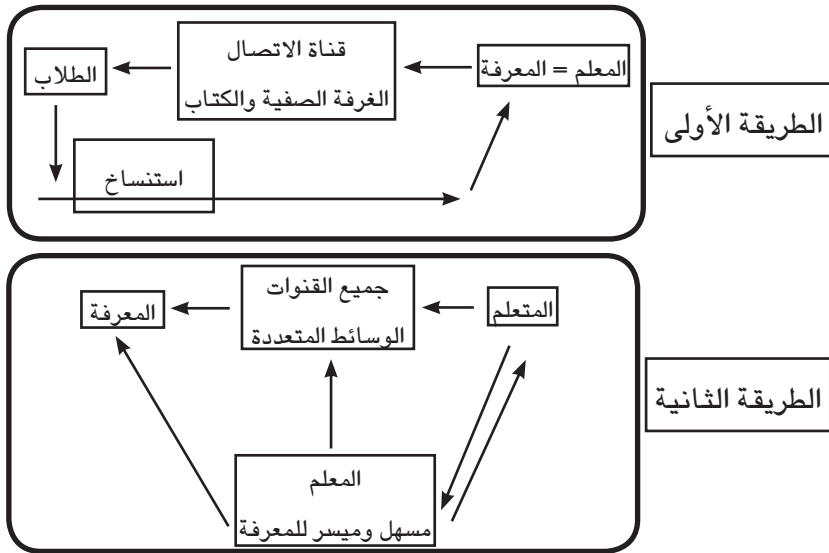 الطريقة الأولى
المعلم = المعرفة
قناة الاتصال
الغرفة الصفية والكتاب
الطلاب
استنساخ
الطريقة الثانية
المتعلم
جميع القنوات
الوسائط المتعددة
المعرفة
المعلم
مسهل وميسر للمعرفة